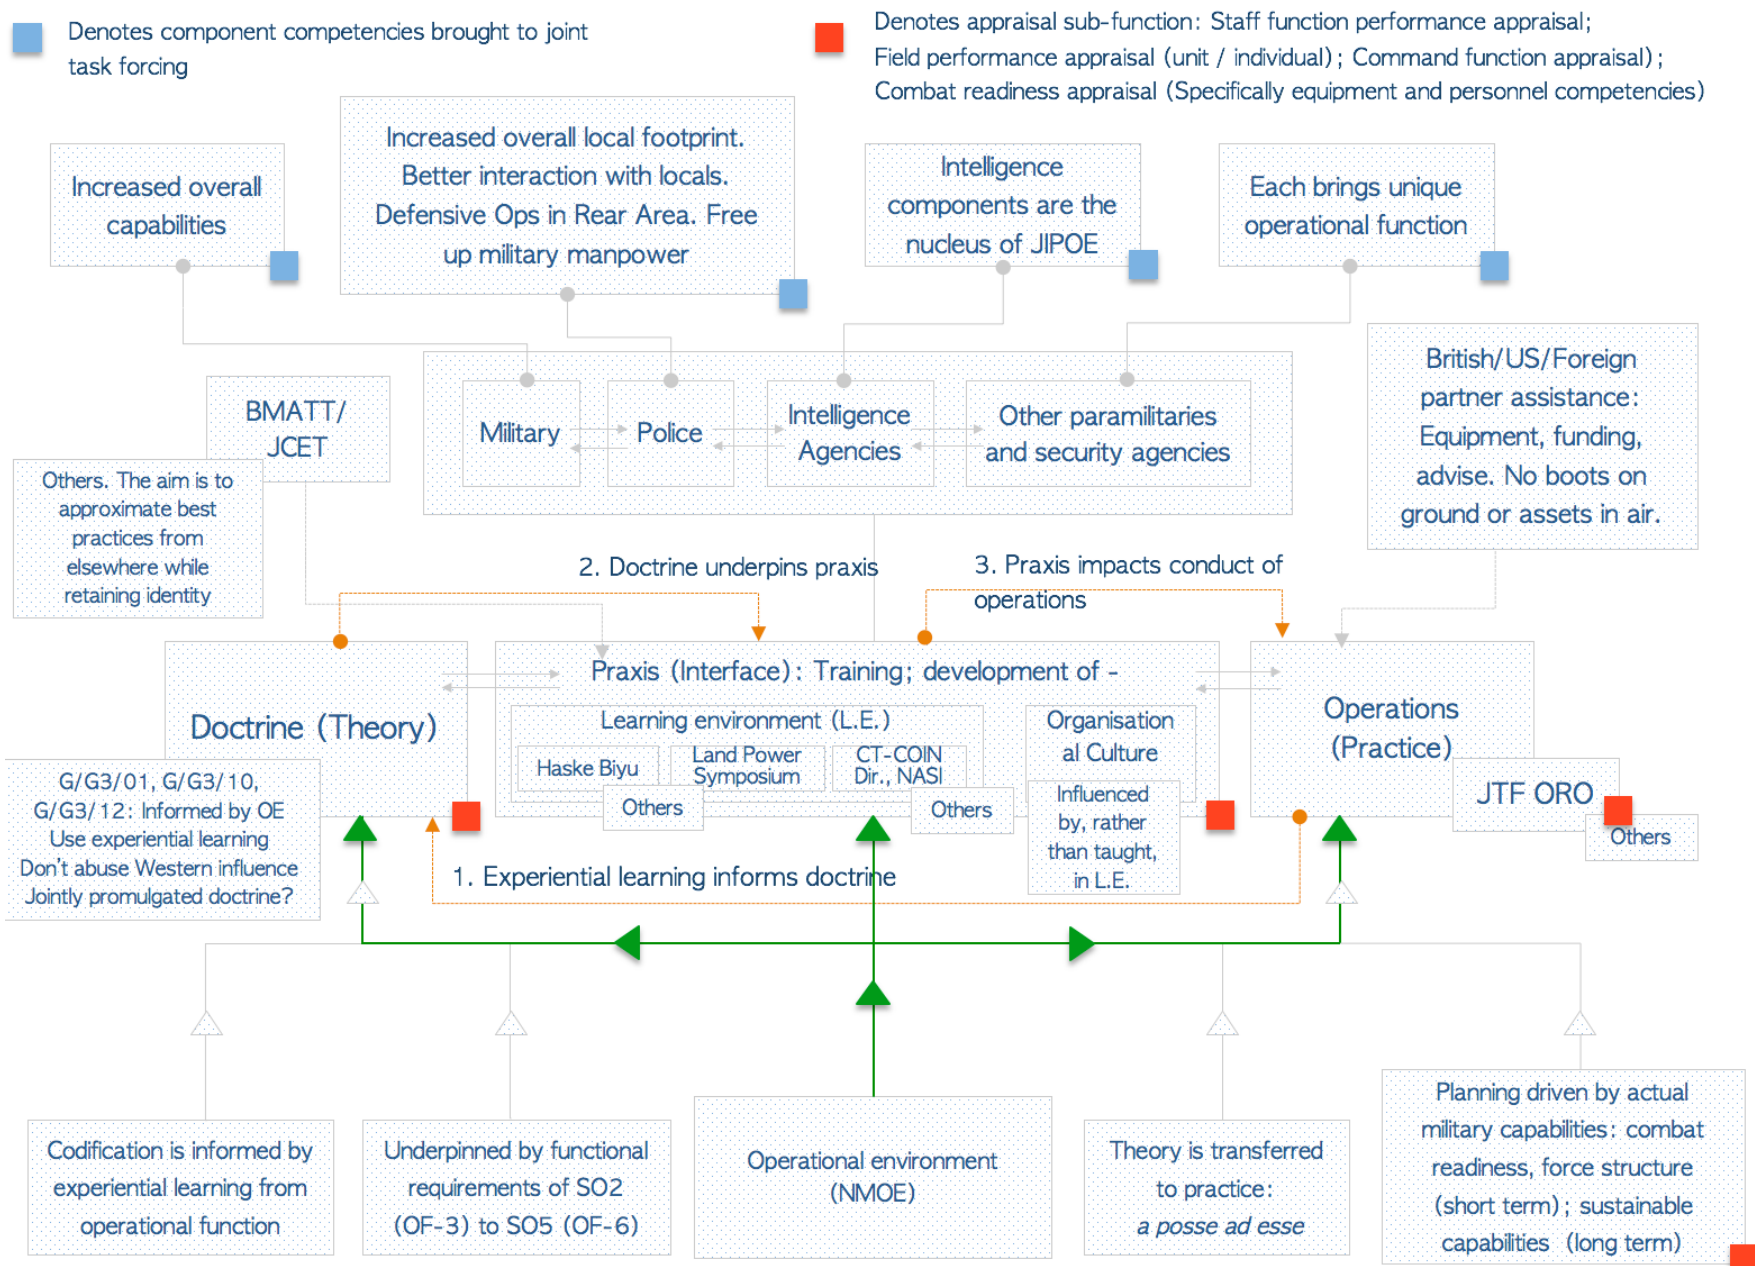 Denotes component competencies brought to joint
task forcing
Denotes appraisal sub-function: Staff function performance appraisal;
Field performance appraisal (unit / individual); Command function appraisal);
Combat readiness appraisal (Specifically equipment and personnel competencies)
Increased overall
capabilities
Increased overall local footprint.
Better interaction with locals.
Defensive Ops in Rear Area. Free
up military manpower
Intelligence
components are the
nucleus of JIPOE
Each brings unique
operational function
British/US/Foreign
partner assistance:
Equipment, funding,
advise. No boots on
ground or assets in air.
BMATT/
JCET
Others. The aim is to
approximate best
practices from
elsewhere while
retaining identity
Military
Police
Intelligence
Agencies
Other paramilitaries
and security agencies
2. Doctrine underpins praxis
3. Praxis impacts conduct of
operations
Doctrine (Theory)
G/G3/01, G/G3/10,
G/G3/12: Informed by OE
Use experiential learning
Don't abuse Western influence
Jointly promulgated doctrine?
Praxis (Interface): Training; development of -
Learning environment (L.E.)
Haske Biyu
Land Power
Symposium
CT-COIN
Dir., NASI
Others
Others
Organisation
al Culture
Influenced
by, rather
than taught,
in L.E.
Operations
(Practice)
JTF ORO
Others
1. Experiential learning informs doctrine
Codification is informed by
experiential learning from
operational function
Underpinned by functional
requirements of SO2
(OF-3) to SO5 (OF-6)
Operational environment
(NMOE)
Theory is transferred
to practice:
a posse ad esse
Planning driven by actual
military capabilities: combat
readiness, force structure
(short term); sustainable
capabilities (long term)